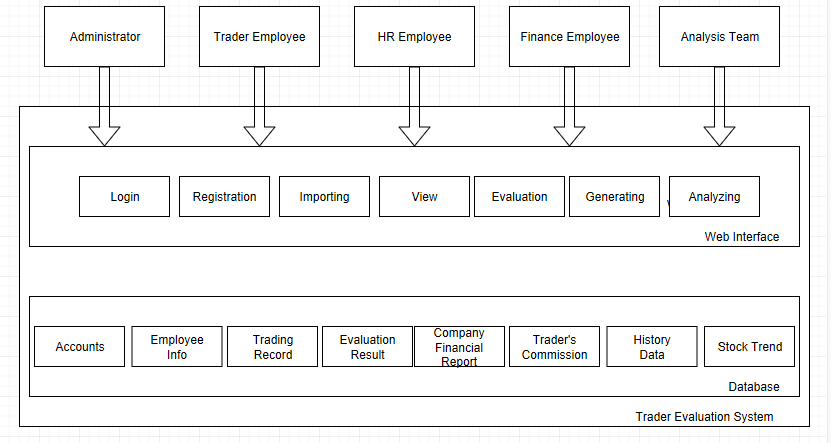 Administrator
Trader Employee
HR Employee
Finance Employee
Analysis Team
Login
Registration
Importing
View
Evaluation
Generating
Analyzing
Web Interface
Accounts
Employee
Info
Trading
Record
Evaluation
Result
Company
Financial
Report
Trader's
Commission
History
Data
Stock Trend
Database
Trader Evaluation System